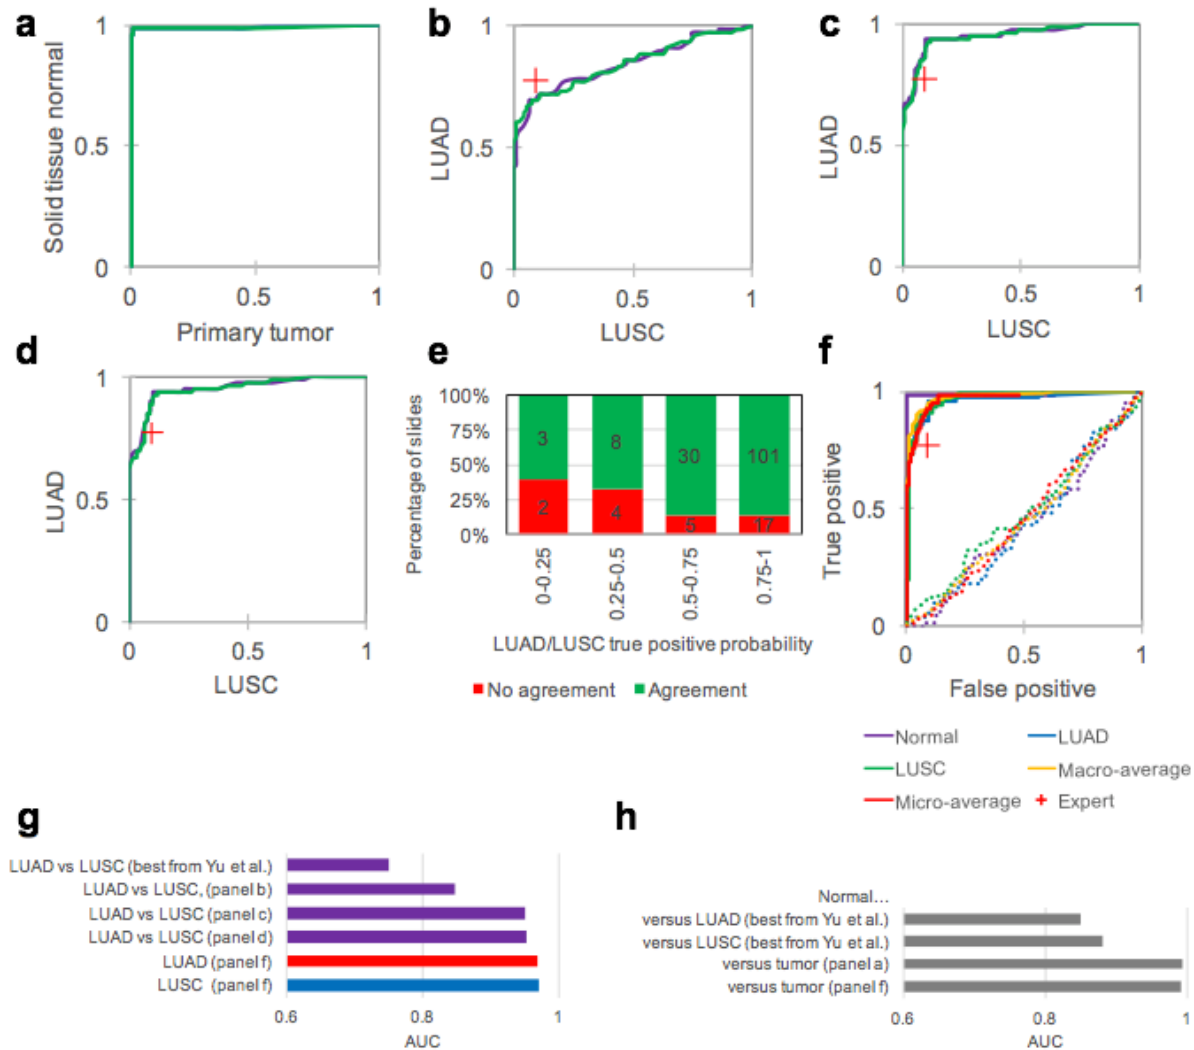 a
Solid tissue normal
1
0.5
0
0 0.5 1
Primary tumor
b
LUAD
1
0.5
0
0 0.5 1
LUSC
c
LUAD
1
0.5
0
0 0.5 1
LUSC
d
LUAD
1
0.5
0
0 0.5 1
LUSC
e
Percentage of slides
100%
75%
50%
25%
0%
3 8 30 101
2 4 5 17
0-0.25 0.25-0.5 0.5-0.75 0.75-1
LUAD/LUSC true positive probability
No agreement Agreement
f
True positive
1
0.5
0
0 0.5 1
False positive
Normal LUAD
LUSC Macro-average
Micro-average Expert
g
LUAD vs LUSC (best from Yu et al.)
LUAD vs LUSC, (panel b)
LUAD vs LUSC (panel c)
LUAD vs LUSC (panel d)
LUAD (panel f)
LUSC (panel f)
0.6 0.8 1
AUC
h
Normal...
versus LUAD (best from Yu et al.)
versus LUSC (best from Yu et al.)
versus tumor (panel a)
versus tumor (panel f)
0.6 0.8 1
AUC